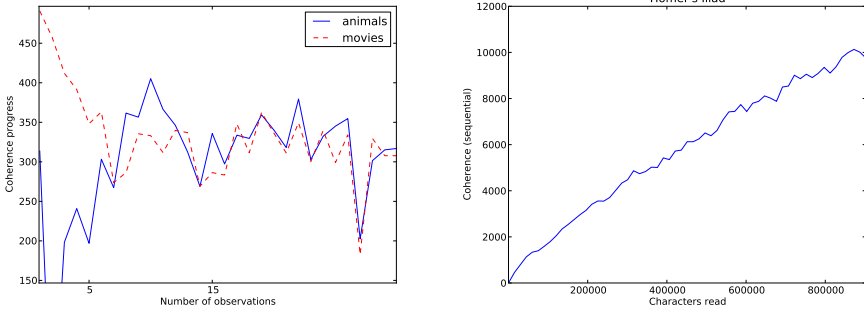 animals
movies
450
400
350
300
250
200
150
5
15
Coherence progress
Number of observations
Homer's Iliad
12000
10000
8000
6000
4000
2000
0
200000
400000
600000
800000
Coherence (sequential)
Characters read